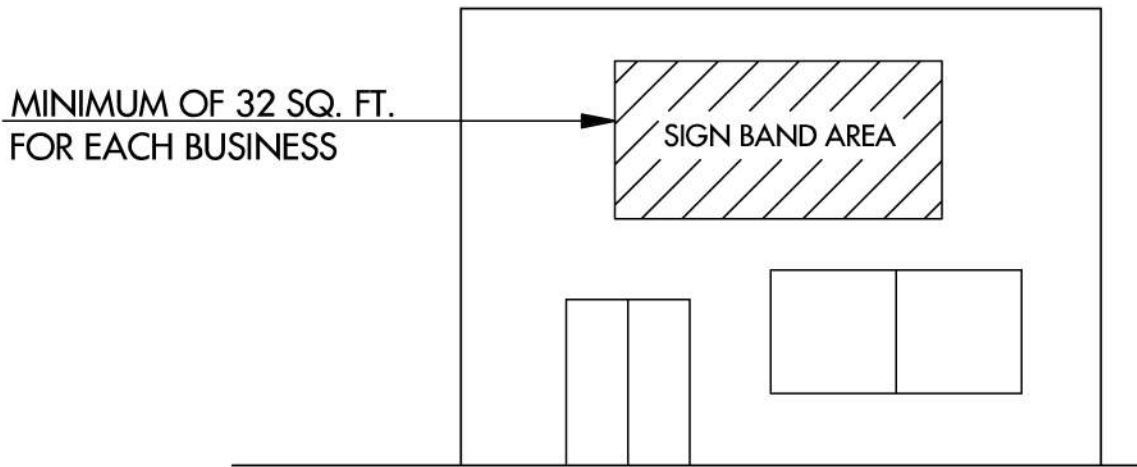 MINIMUM OF 32 SQ. FT.
FOR EACH BUSINESS
SIGN BAND AREA